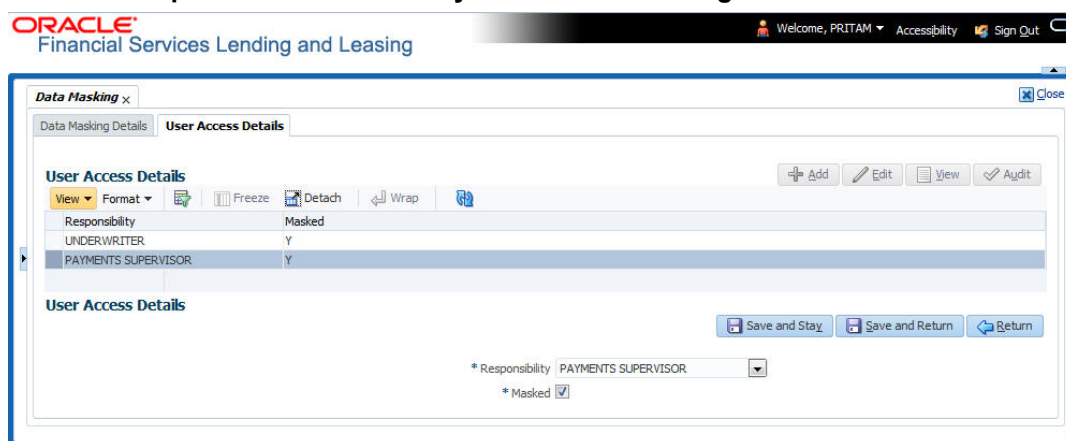 ORACLE
Financial Services Lending and Leasing
Welcome, PRITAM Accessibility Sign Out
Data Masking × Close
Data Masking Details User Access Details
User Access Details Add Edit View Audit
View Format Freeze Detach Wrap
Responsibility Masked
UNDERWRITER Y
PAYMENTS SUPERVISOR Y
User Access Details
Save and Stay Save and Return Return
* Responsibility PAYMENTS SUPERVISOR
* Masked